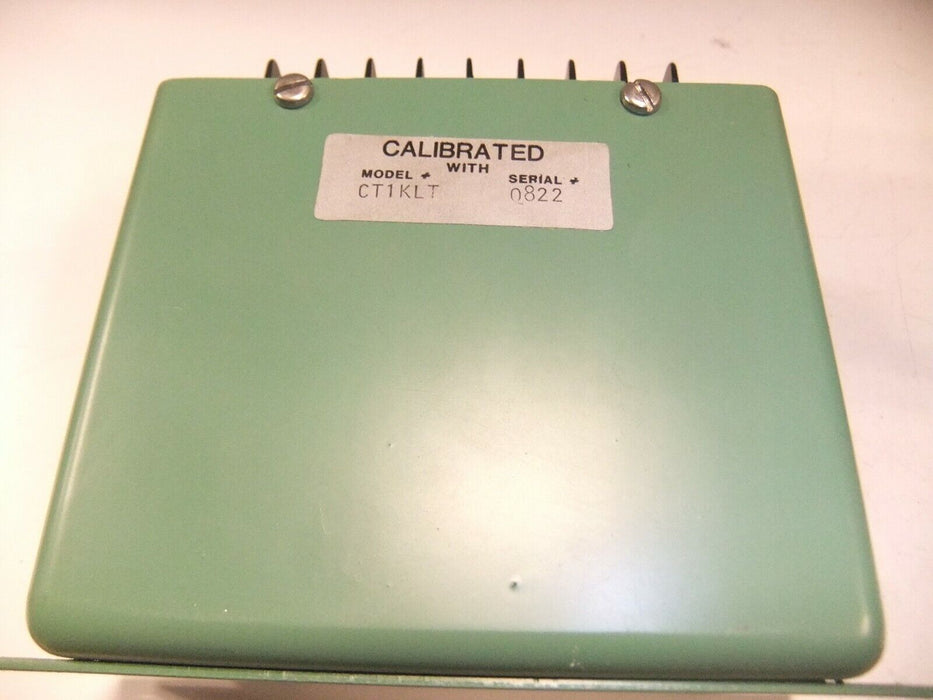 CALIBRATED
WITH
MODEL # SERIAL #
CT1KLT 0822